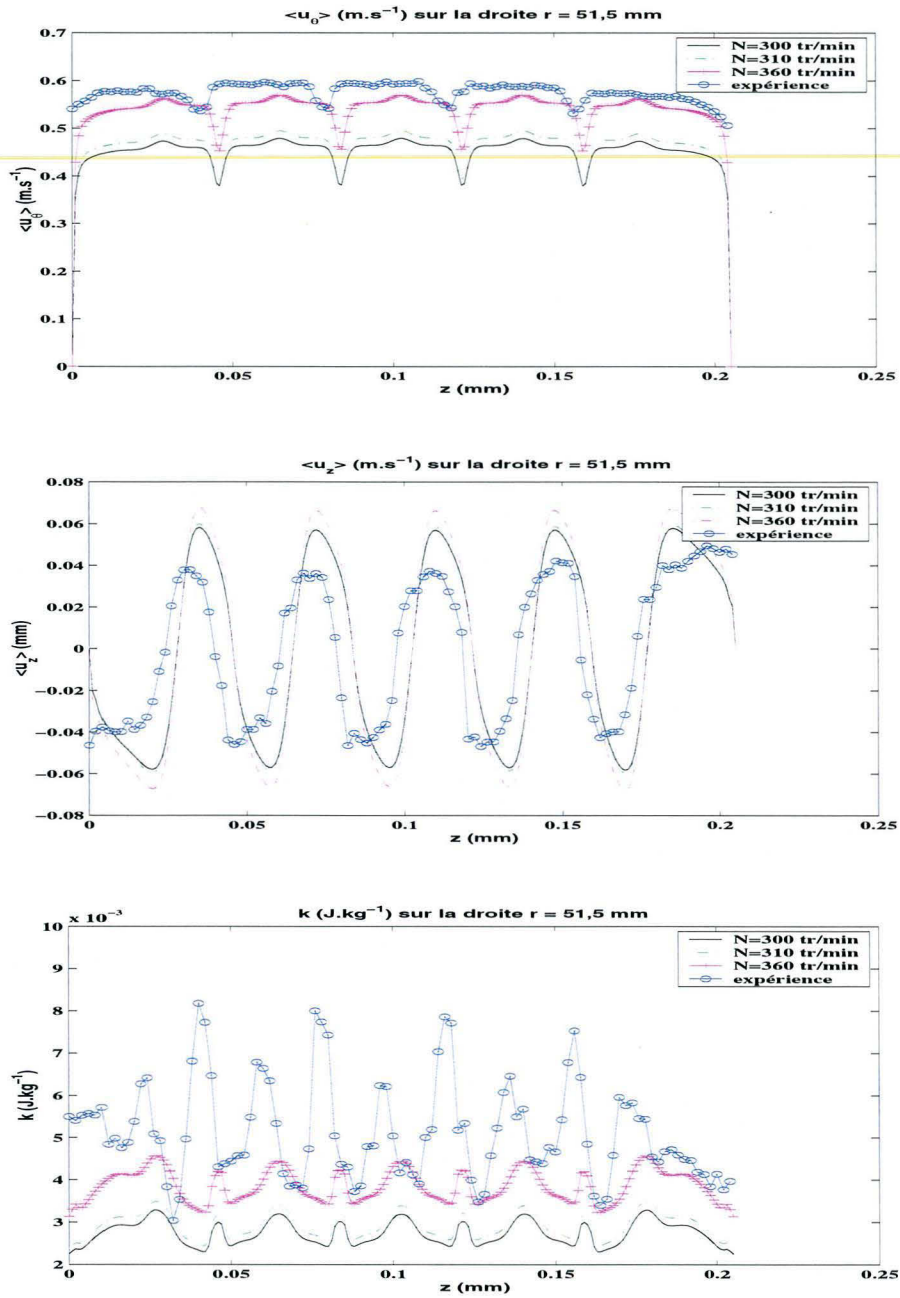 <u_θ> (m.s⁻¹) sur la droite r = 51,5 mm
0.7
0.6
0.5
0.4
0.3
0.2
0.1
0
<u_θ> (m.s⁻¹)
N=300 tr/min
N=310 tr/min
N=360 tr/min
expérience
0 0.05 0.1 0.15 0.2 0.25
z (mm)
<u_z> (m.s⁻¹) sur la droite r = 51,5 mm
0.08
0.06
0.04
0.02
0
−0.02
−0.04
−0.06
−0.08
<u_z> (mm)
N=300 tr/min
N=310 tr/min
N=360 tr/min
expérience
0 0.05 0.1 0.15 0.2 0.25
z (mm)
k (J.kg⁻¹) sur la droite r = 51,5 mm
x 10⁻³
10
9
8
7
6
5
4
3
2
k (J.kg⁻¹)
N=300 tr/min
N=310 tr/min
N=360 tr/min
expérience
0 0.05 0.1 0.15 0.2 0.25
z (mm)